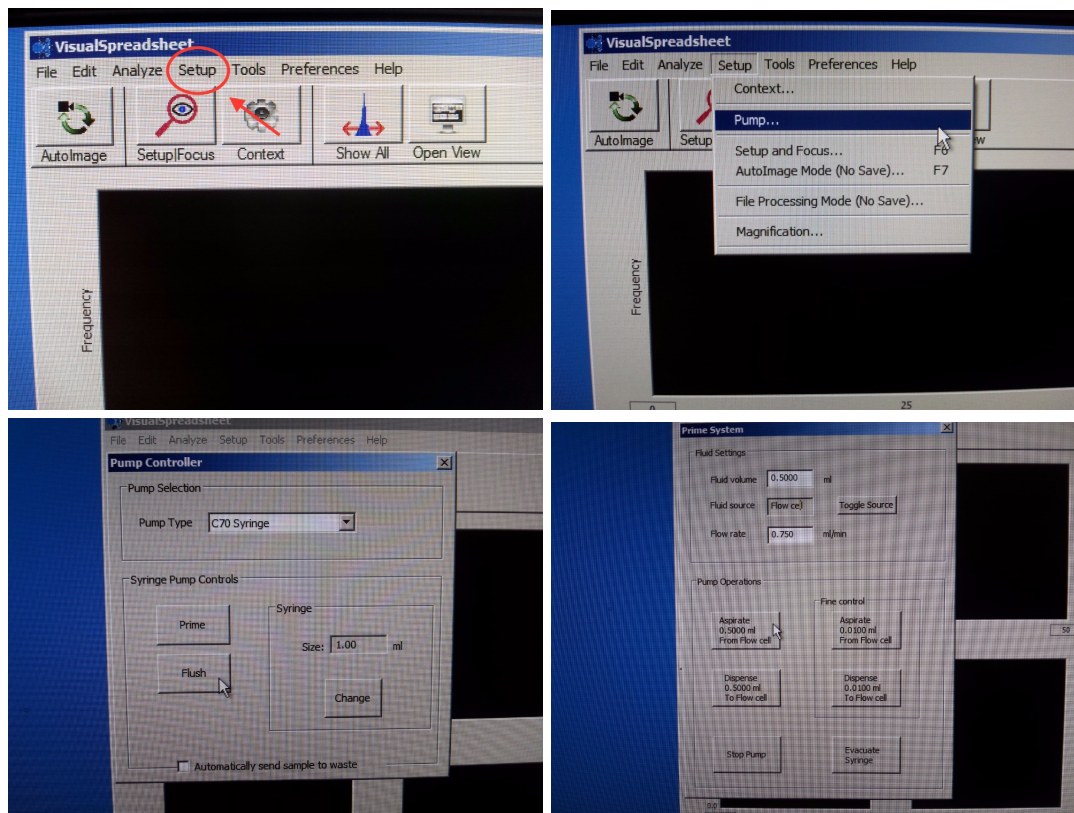 VisualSpreadsheet
File Edit Analyze Setup Tools Preferences Help
AutoImage Setup|Focus Context Show All Open View
Frequency
VisualSpreadsheet
File Edit Analyze Setup Tools Preferences Help
Context...
Pump...
AutoImage Setup
Setup and Focus... F6
AutoImage Mode (No Save)... F7
File Processing Mode (No Save)...
Magnification...
Frequency
0 25
VisualSpreadsheet
File Edit Analyze Setup Tools Preferences Help
Pump Controller
Pump Selection
Pump Type C70 Syringe
Syringe Pump Controls
Prime
Flush
Syringe
Size: 1.00 ml
Change
Automatically send sample to waste
Prime System
Fluid Settings
Fluid volume 0.5000 ml
Fluid source Flow cel Toggle Source
Flow rate 0.750 ml/min
Pump Operations
Fine control
Aspirate
0.5000 ml
From Flow cell
Aspirate
0.0100 ml
From Flow cell
Dispense
0.5000 ml
To Flow cell
Dispense
0.0100 ml
To Flow cell
Stop Pump
Evacuate
Syringe
50
0.0